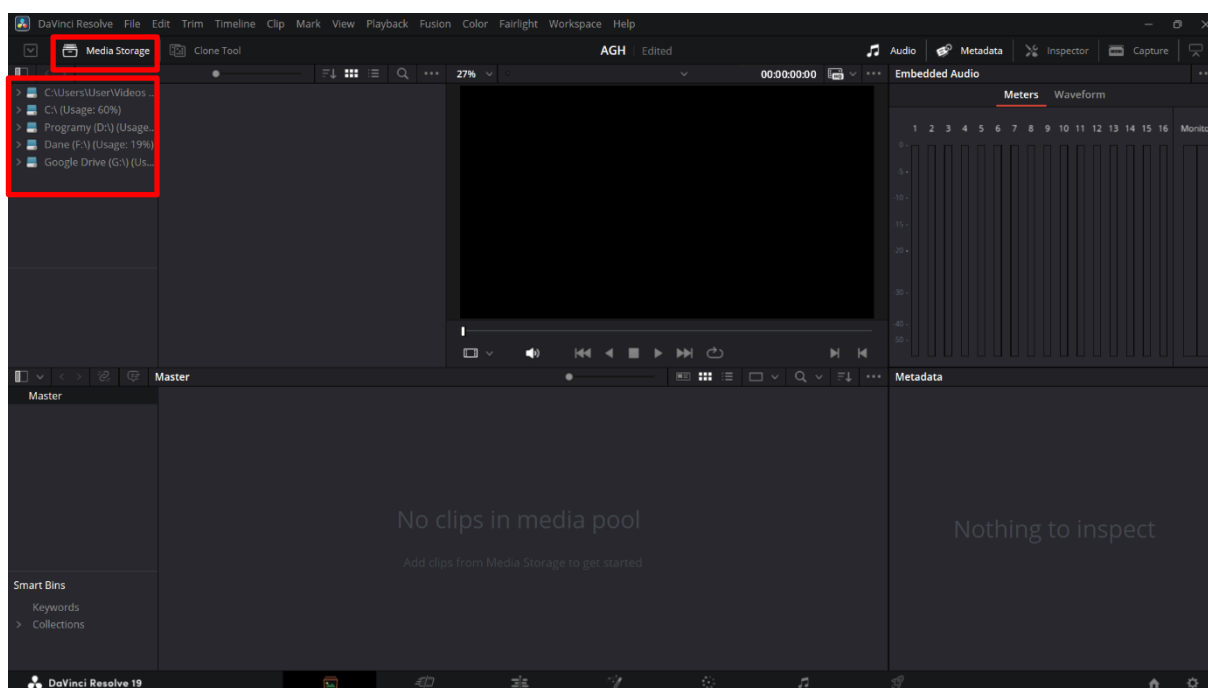 DaVinci Resolve File Edit Trim Timeline Clip Mark View Playback Fusion Color Fairlight Workspace Help
Media Storage Clone Tool AGH Edited Audio Metadata Inspector Capture
27% 00:00:00:00 Embedded Audio
C:\Users\User\Videos ...
C:\ (Usage: 60%)
Programy (D:\) (Usage...
Dane (F:\) (Usage: 19%)
Google Drive (G:\) (Us...
Meters Waveform
1 2 3 4 5 6 7 8 9 10 11 12 13 14 15 16 Monito
0 -
-5 -
-10 -
-15 -
-20 -
-30 -
-40 -
-50 -
Master Metadata
Master
No clips in media pool
Add clips from Media Storage to get started
Nothing to inspect
Smart Bins
Keywords
Collections
DaVinci Resolve 19